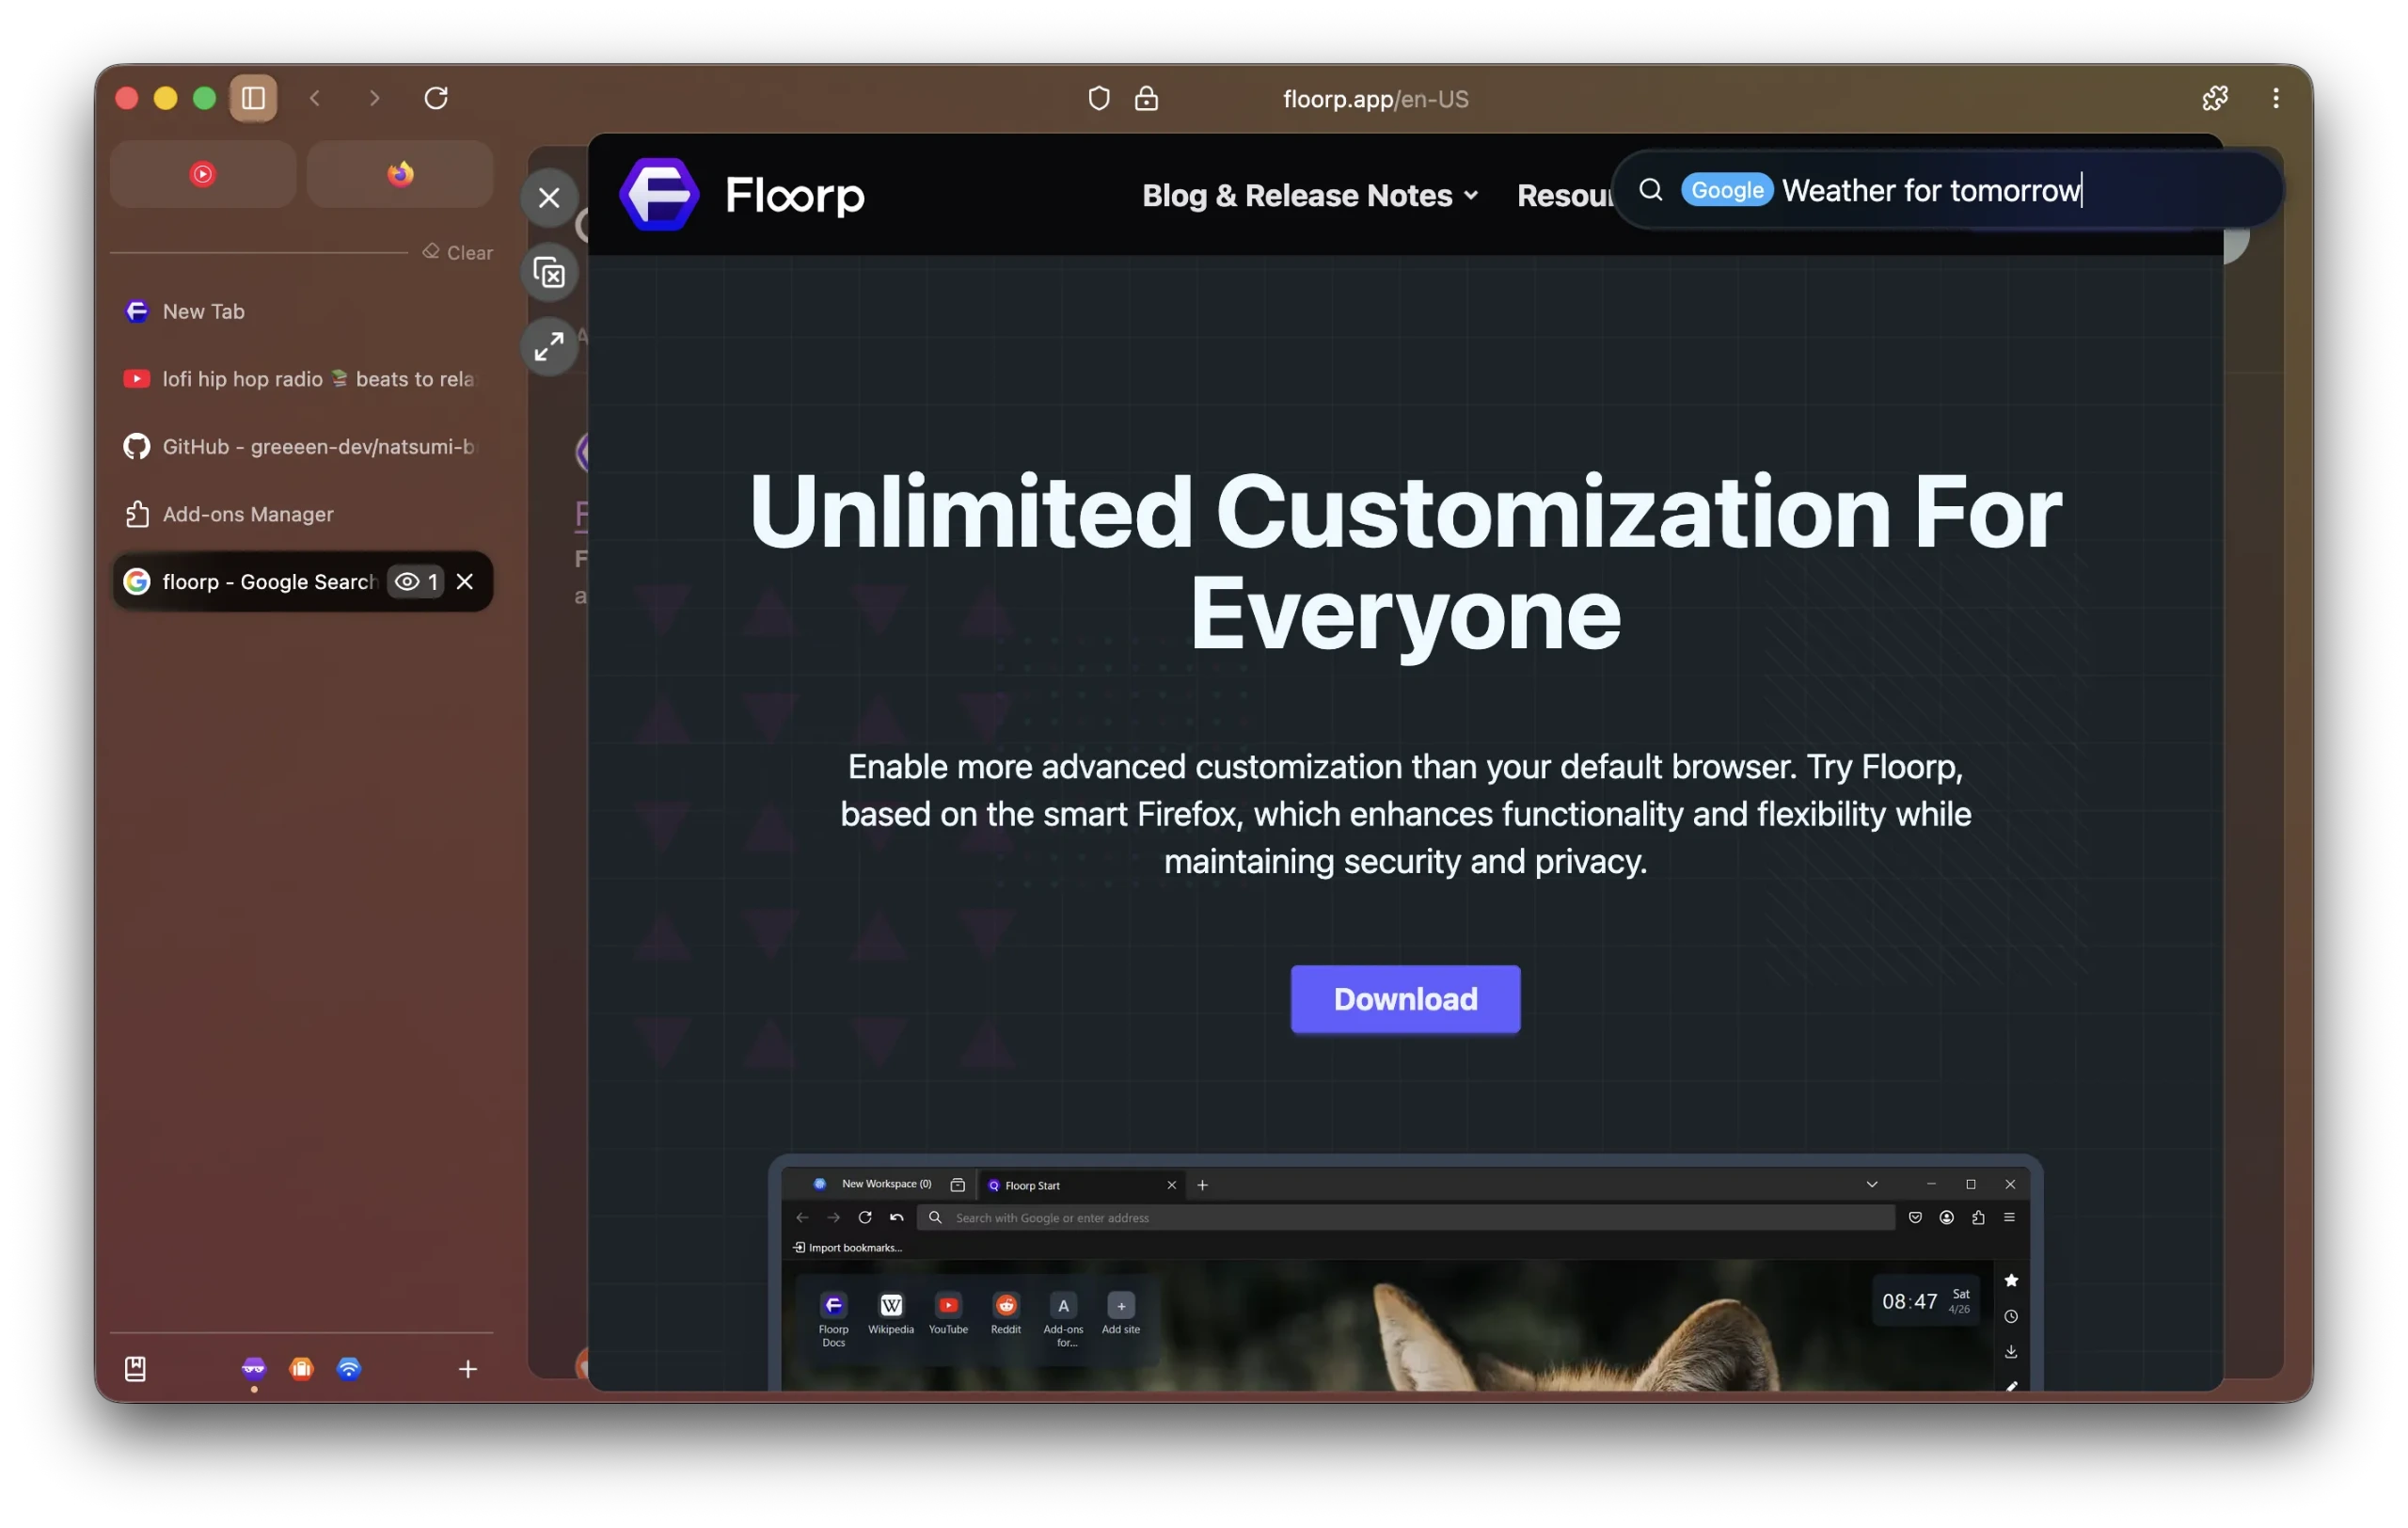 floorp.app/en-US
Clear
New Tab
lofi hip hop radio 📚 beats to rela
GitHub - greeeen-dev/natsumi-b
Add-ons Manager
floorp - Google Search 1
Floorp
Blog & Release Notes
Resour
Google Weather for tomorrow
Unlimited Customization For
Everyone
Enable more advanced customization than your default browser. Try Floorp,
based on the smart Firefox, which enhances functionality and flexibility while
maintaining security and privacy.
Download
New Workspace (0)
Floorp Start
Search with Google or enter address
Import bookmarks...
Floorp
Docs
Wikipedia
YouTube
Reddit
Add-ons
for...
Add site
08:47
Sat
4/26